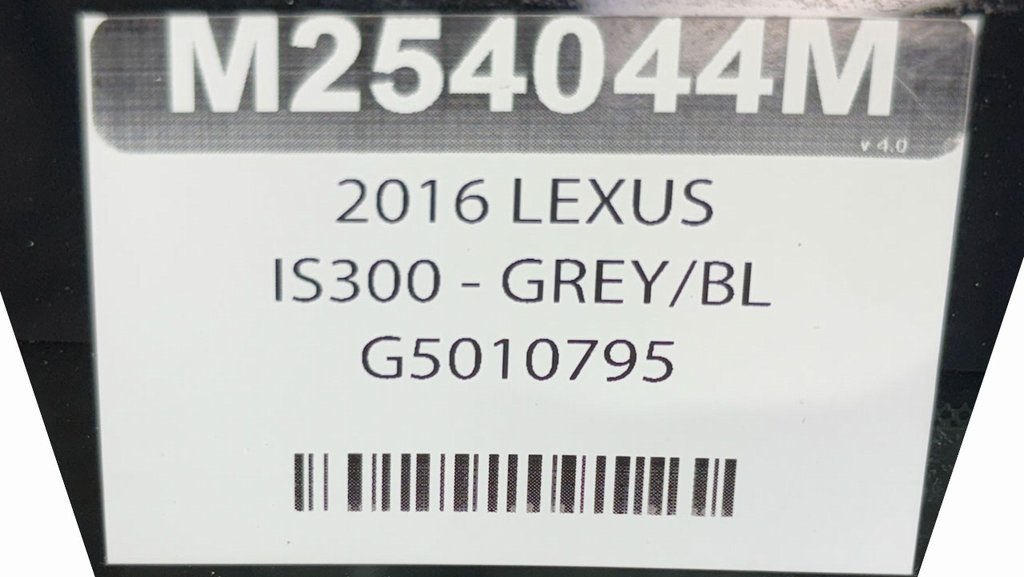 M254044M
v 4.0
2016 LEXUS
IS300 - GREY/BL
G5010795